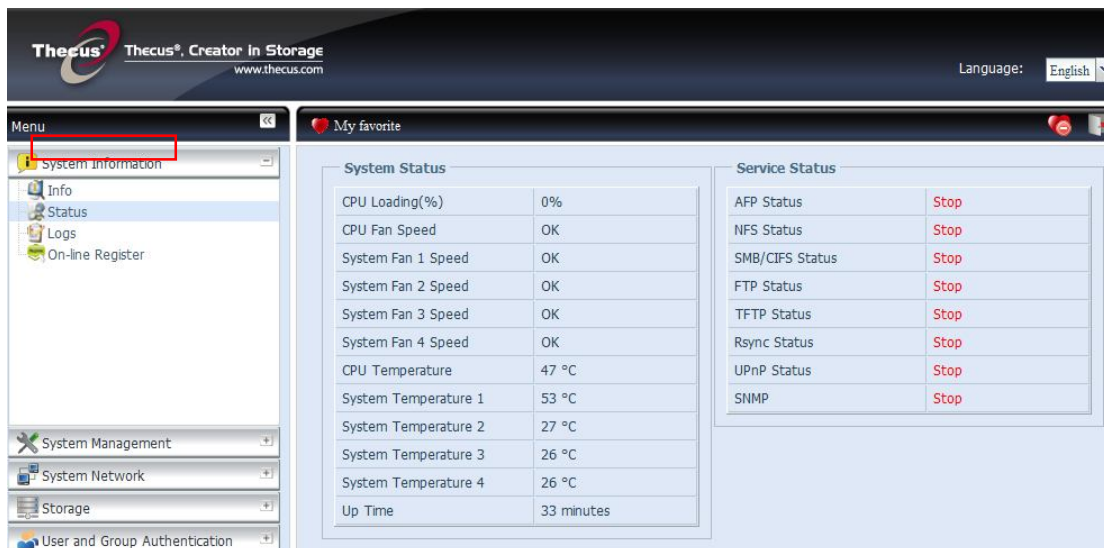 Thecus® Thecus®, Creator in Storage
www.thecus.com
Language: English
Menu
My favorite
System Information
Info
Status
Logs
On-line Register
System Management
System Network
Storage
User and Group Authentication
System Status
CPU Loading(%) 0%
CPU Fan Speed OK
System Fan 1 Speed OK
System Fan 2 Speed OK
System Fan 3 Speed OK
System Fan 4 Speed OK
CPU Temperature 47 °C
System Temperature 1 53 °C
System Temperature 2 27 °C
System Temperature 3 26 °C
System Temperature 4 26 °C
Up Time 33 minutes
Service Status
AFP Status Stop
NFS Status Stop
SMB/CIFS Status Stop
FTP Status Stop
TFTP Status Stop
Rsync Status Stop
UPnP Status Stop
SNMP Stop